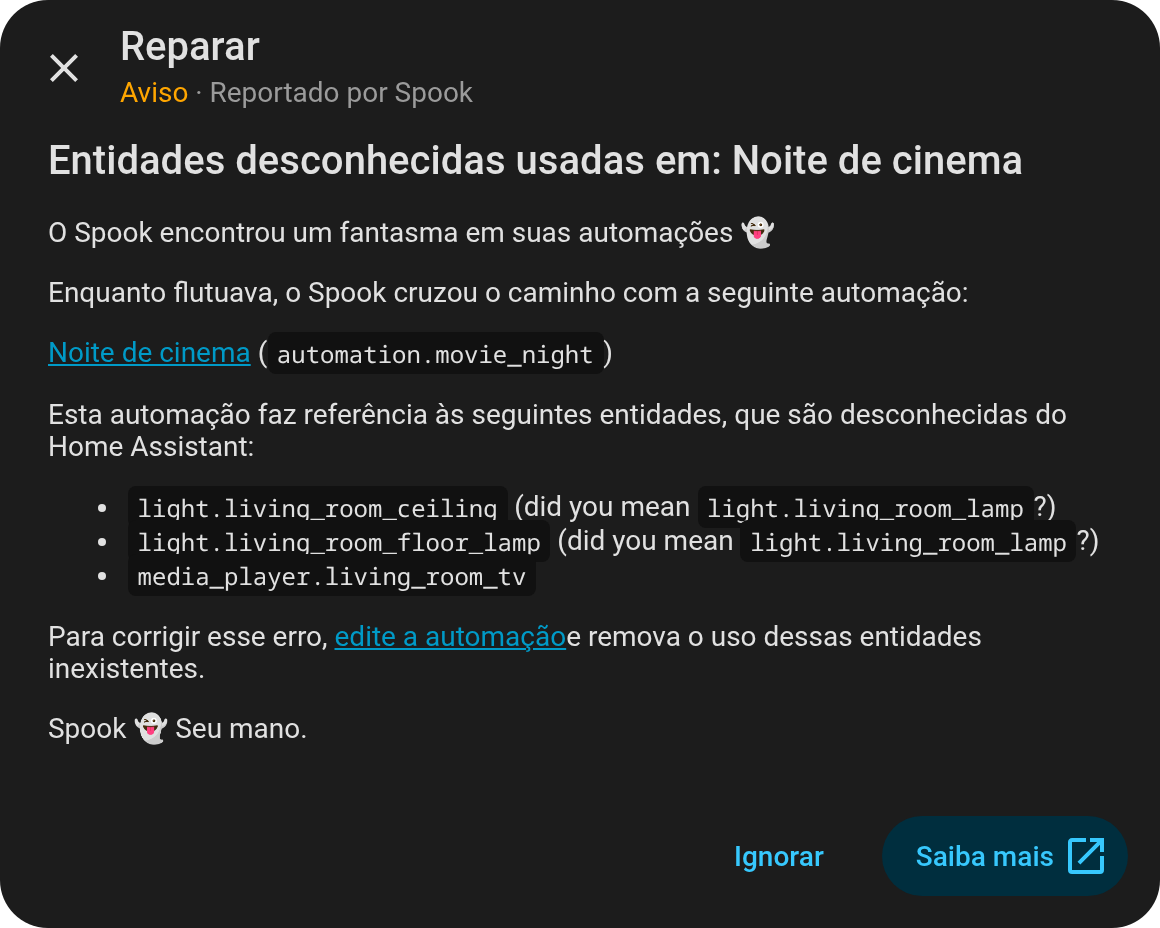 Reparar
Aviso · Reportado por Spook
Entidades desconhecidas usadas em: Noite de cinema
O Spook encontrou um fantasma em suas automações 👻
Enquanto flutuava, o Spook cruzou o caminho com a seguinte automação:
Noite de cinema (automation.movie_night)
Esta automação faz referência às seguintes entidades, que são desconhecidas do
Home Assistant:
• light.living_room_ceiling (did you mean light.living_room_lamp?)
• light.living_room_floor_lamp (did you mean light.living_room_lamp?)
• media_player.living_room_tv
Para corrigir esse erro, edite a automaçãoe remova o uso dessas entidades
inexistentes.
Spook 👻 Seu mano.
Ignorar
Saiba mais